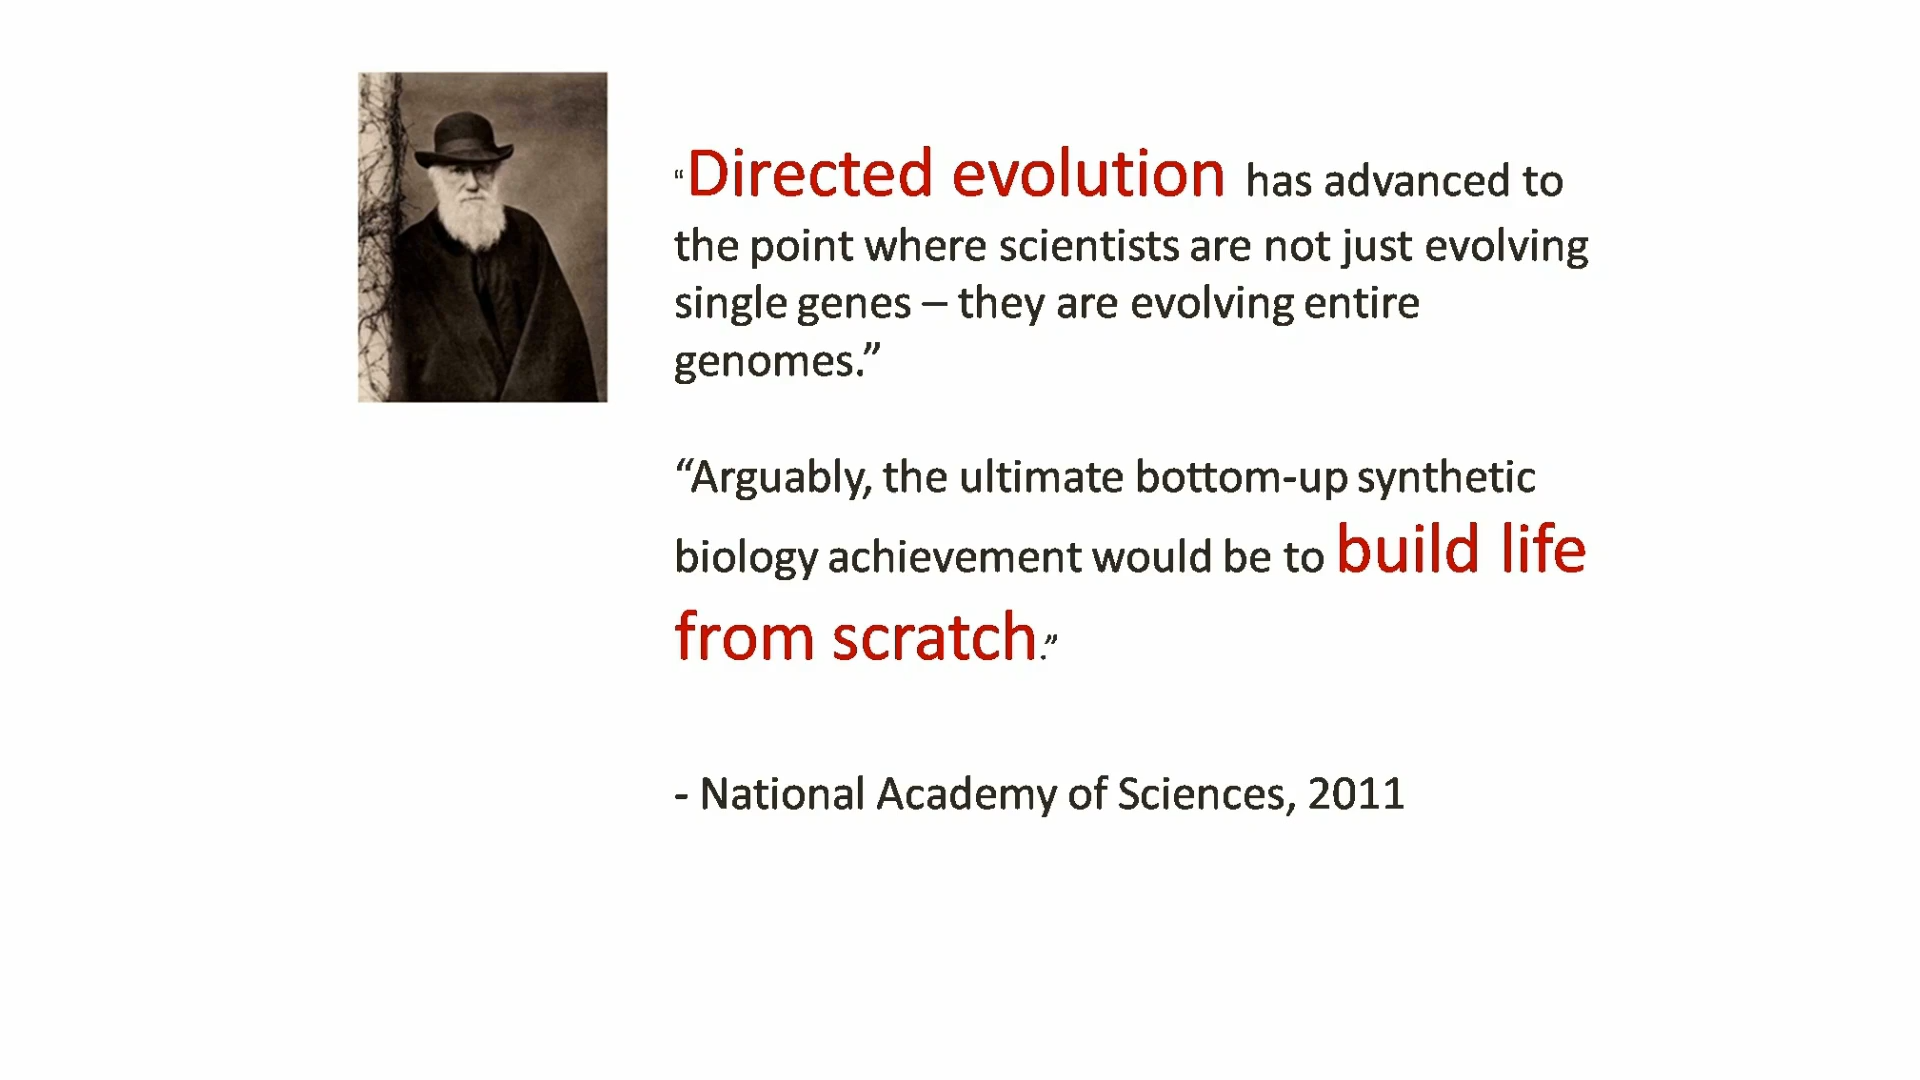 “Directed evolution has advanced to
the point where scientists are not just evolving
single genes – they are evolving entire
genomes.”
“Arguably, the ultimate bottom-up synthetic
biology achievement would be to build life
from scratch.”
- National Academy of Sciences, 2011